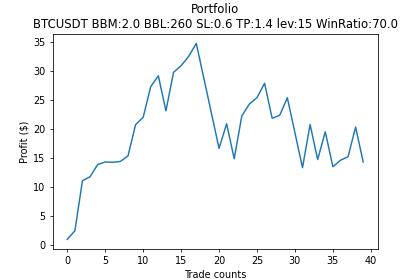 Portfolio
BTCUSDT BBM:2.0 BBL:260 SL:0.6 TP:1.4 lev:15 WinRatio:70.0
35
30
25
20
15
10
5
0
Profit ($)
0 5 10 15 20 25 30 35 40
Trade counts